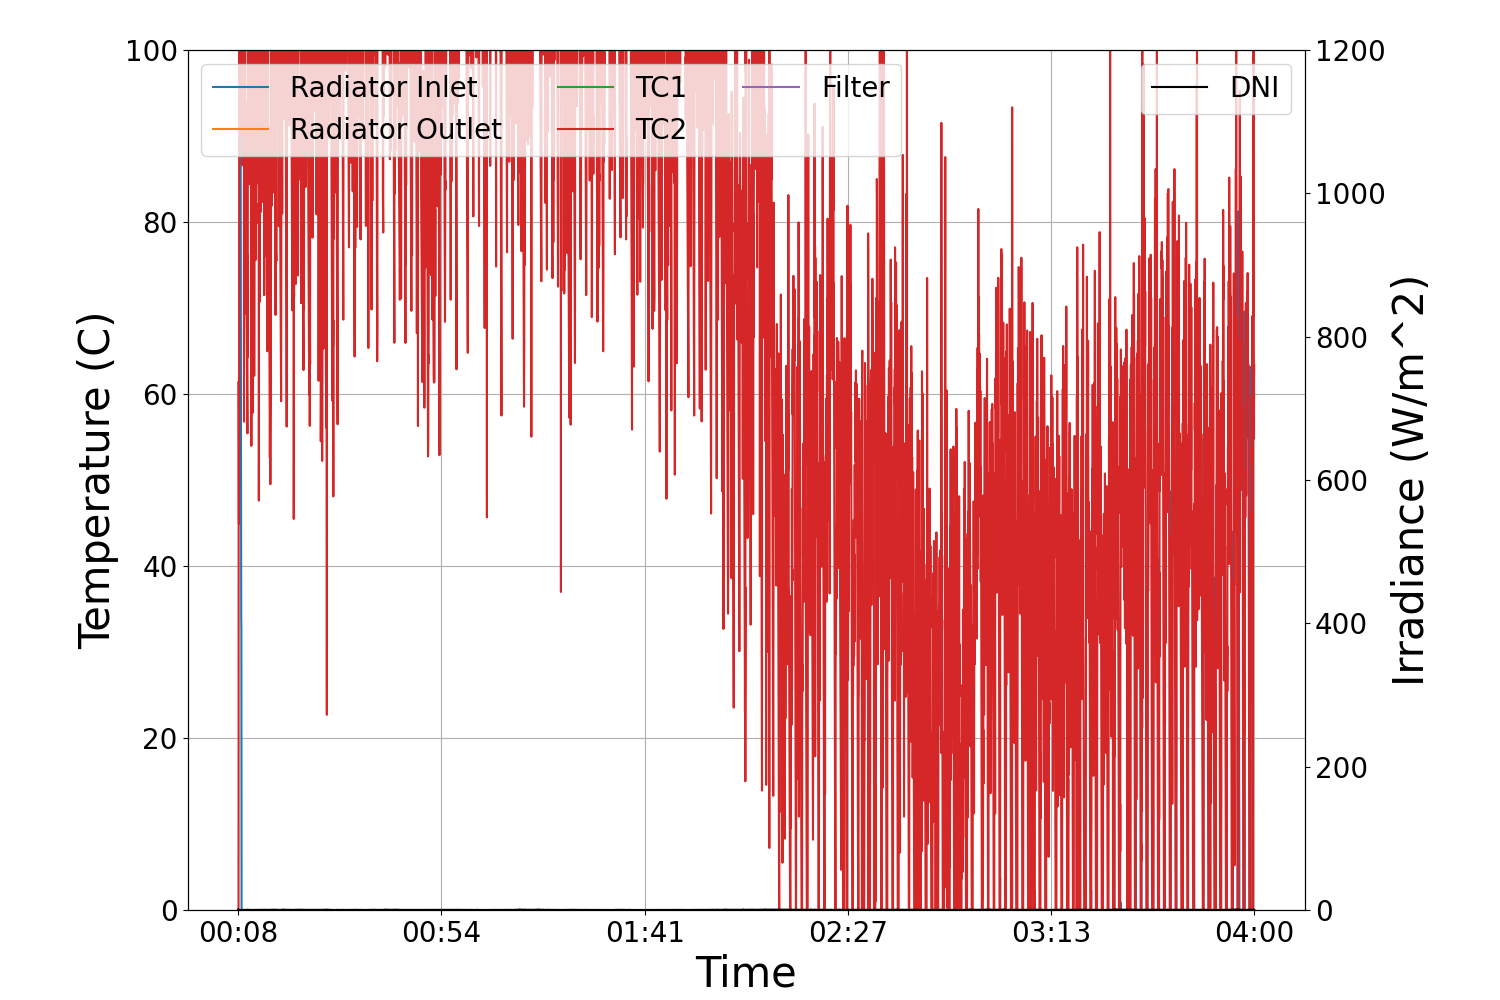 100
80
60
40
20
0
Temperature (C)
Radiator Inlet
Radiator Outlet
TC1
TC2
Filter
DNI
1200
1000
800
600
400
200
0
Irradiance (W/m^2)
00:08
00:54
01:41
02:27
03:13
04:00
Time